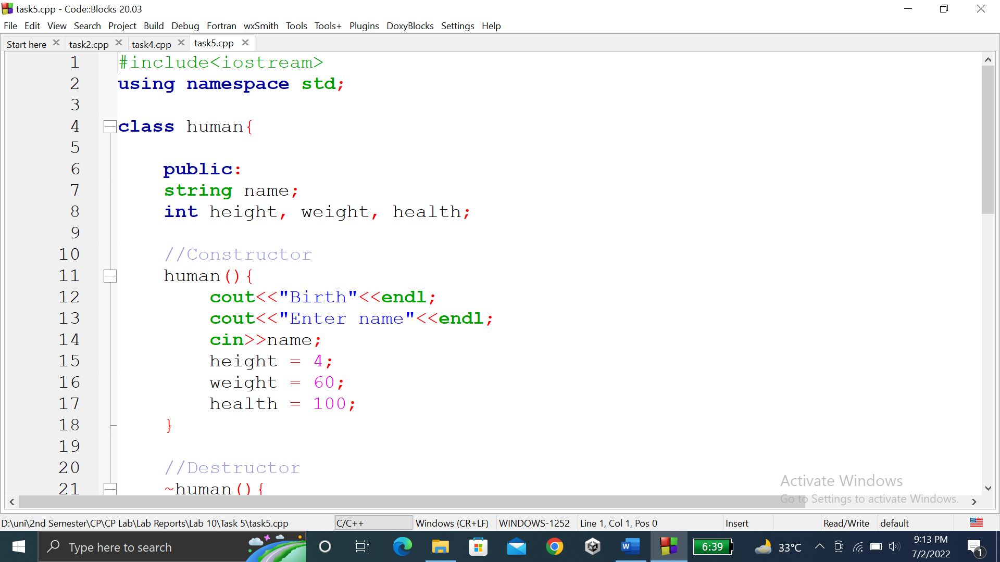 task5.cpp - Code::Blocks 20.03
File Edit View Search Project Build Debug Fortran wxSmith Tools Tools+ Plugins DoxyBlocks Settings Help
Start here task2.cpp task4.cpp task5.cpp
1 #include<iostream>
2 using namespace std;
3
4 class human{
5
6 public:
7 string name;
8 int height, weight, health;
9
10 //Constructor
11 human(){
12 cout<<"Birth"<<endl;
13 cout<<"Enter name"<<endl;
14 cin>>name;
15 height = 4;
16 weight = 60;
17 health = 100;
18 }
19
20 //Destructor
21 ~human(){
Activate Windows
Go to Settings to activate Windows.
D:\uni\2nd Semester\CP\CP Lab\Lab Reports\Lab 10\Task 5\task5.cpp C/C++ Windows (CR+LF) WINDOWS-1252 Line 1, Col 1, Pos 0 Insert Read/Write default
Type here to search W 6:39 33°C 9:13 PM
7/2/2022 1